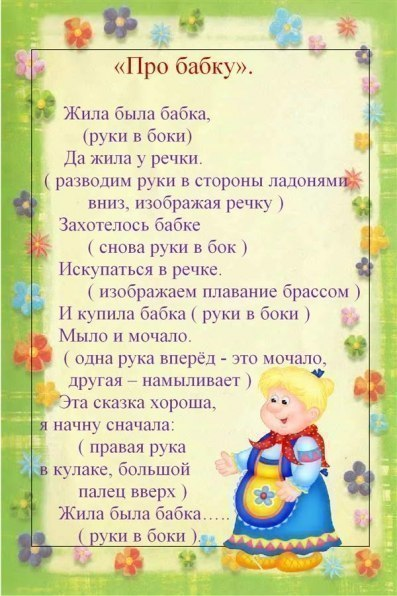 «Про бабку».
Жила была бабка,
(руки в боки)
Да жила у речки.
( разводим руки в стороны ладонями
вниз, изображая речку )
Захотелось бабке
( снова руки в бок )
Искупаться в речке.
( изображаем плавание брассом )
И купила бабка ( руки в боки )
Мыло и мочало.
( одна рука вперёд - это мочало,
другая – намыливает )
Эта сказка хороша,
я начну сначала:
( правая рука
в кулаке, большой
палец вверх )
Жила была бабка…..
( руки в боки ).